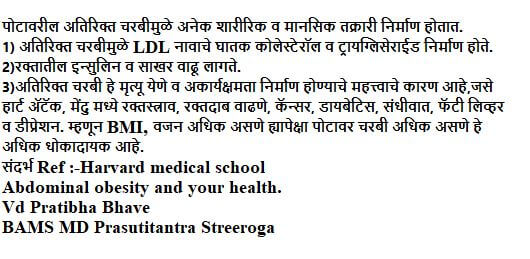 पोटावरील अतिरिक्त चरबीमुळे अनेक शारीरिक व मानसिक तक्रारी निर्माण होतात.
1) अतिरिक्त चरबीमुळे LDL नावाचे घातक कोलेस्टेरॉल व ट्रायग्लिसेराईड निर्माण होते.
2)रक्तातील इन्सुलिन व साखर वाढू लागते.
3)अतिरिक्त चरबी हे मृत्यू येणे व अकार्यक्षमता निर्माण होण्याचे महत्त्वाचे कारण आहे,जसे
हार्ट अ‍ॅटॅक, मेंदु मध्ये रक्तस्त्राव, रक्तदाब वाढणे, कॅन्सर, डायबेटिस, संधीवात, फॅटी लिव्हर
व डीप्रेशन. म्हणून BMI, वजन अधिक असणे ह्यापेक्षा पोटावर चरबी अधिक असणे हे
अधिक धोकादायक आहे.
संदर्भ Ref :-Harvard medical school
Abdominal obesity and your health.
Vd Pratibha Bhave
BAMS MD Prasutitantra Streeroga